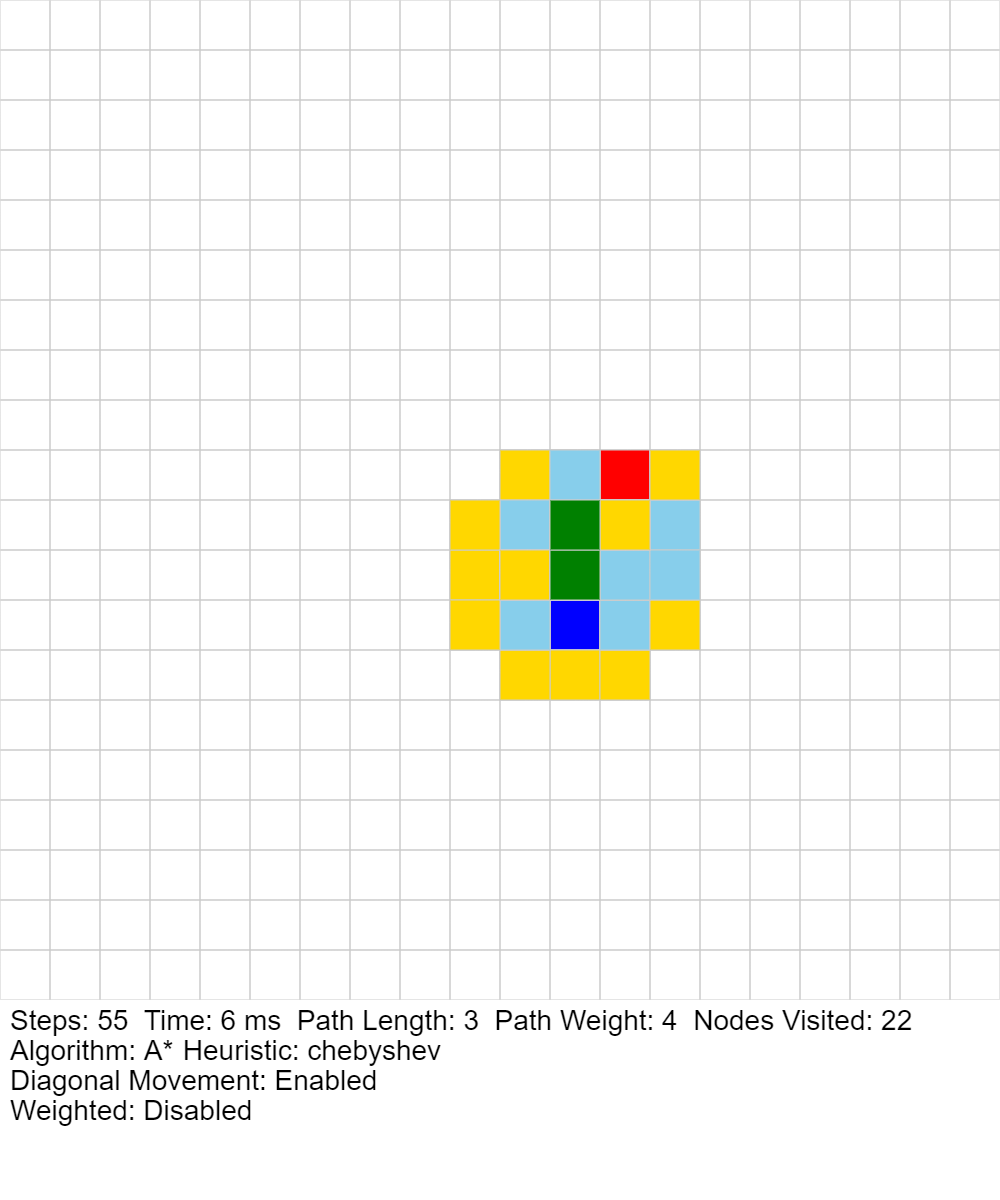 Steps: 55  Time: 6 ms  Path Length: 3  Path Weight: 4  Nodes Visited: 22
Algorithm: A* Heuristic: chebyshev
Diagonal Movement: Enabled
Weighted: Disabled